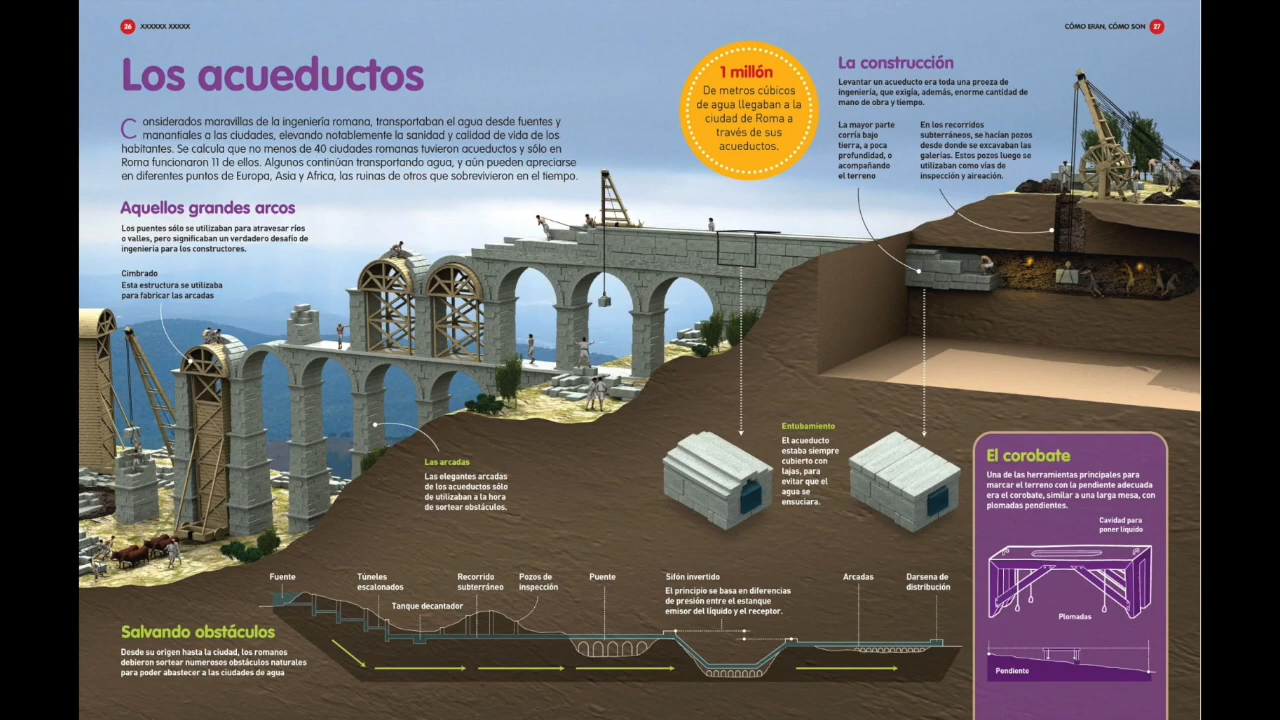 26 XXXXXX XXXXX
CÓMO ERAN, CÓMO SON 27
Los acueductos
Considerados maravillas de la ingeniería romana, transportaban el agua desde fuentes y
manantiales a las ciudades, elevando notablemente la sanidad y calidad de vida de los
habitantes. Se calcula que no menos de 40 ciudades romanas tuvieron acueductos y sólo en
Roma funcionaron 11 de ellos. Algunos continúan transportando agua, y aún pueden apreciarse
en diferentes puntos de Europa, Asia y Africa, las ruinas de otros que sobrevivieron en el tiempo.
Aquellos grandes arcos
Los puentes sólo se utilizaban para atravesar ríos
o valles, pero significaban un verdadero desafío de
ingeniería para los constructores.
Cimbrado
Esta estructura se utilizaba
para fabricar las arcadas
1 millón
De metros cúbicos
de agua llegaban a la
ciudad de Roma a
través de sus
acueductos.
La construcción
Levantar un acueducto era toda una proeza de
ingeniería, que exigía, además, enorme cantidad de
mano de obra y tiempo.
La mayor parte
corría bajo
tierra, a poca
profundidad, o
acompañando
el terreno
En los recorridos
subterráneos, se hacían pozos
desde donde se excavaban las
galerías. Estos pozos luego se
utilizaban como vías de
inspección y aireación.
Las arcadas
Las elegantes arcadas
de los acueductos sólo
de utilizaban a la hora
de sortear obstáculos.
Entubamiento
El acueducto
estaba siempre
cubierto con
lajas, para
evitar que el
agua se
ensuciara.
El corobate
Una de las herramientas principales para
marcar el terreno con la pendiente adecuada
era el corobate, similar a una larga mesa, con
plomadas pendientes.
Cavidad para
poner líquido
Plomadas
Pendiente
Salvando obstáculos
Desde su origen hasta la ciudad, los romanos
debieron sortear numerosos obstáculos naturales
para poder abastecer a las ciudades de agua
Fuente
Túneles
escalonados
Tanque decantador
Recorrido
subterráneo
Pozos de
inspección
Puente
Sifón invertido
El principio se basa en diferencias
de presión entre el estanque
emisor del líquido y el receptor.
Arcadas
Darsena de
distribución